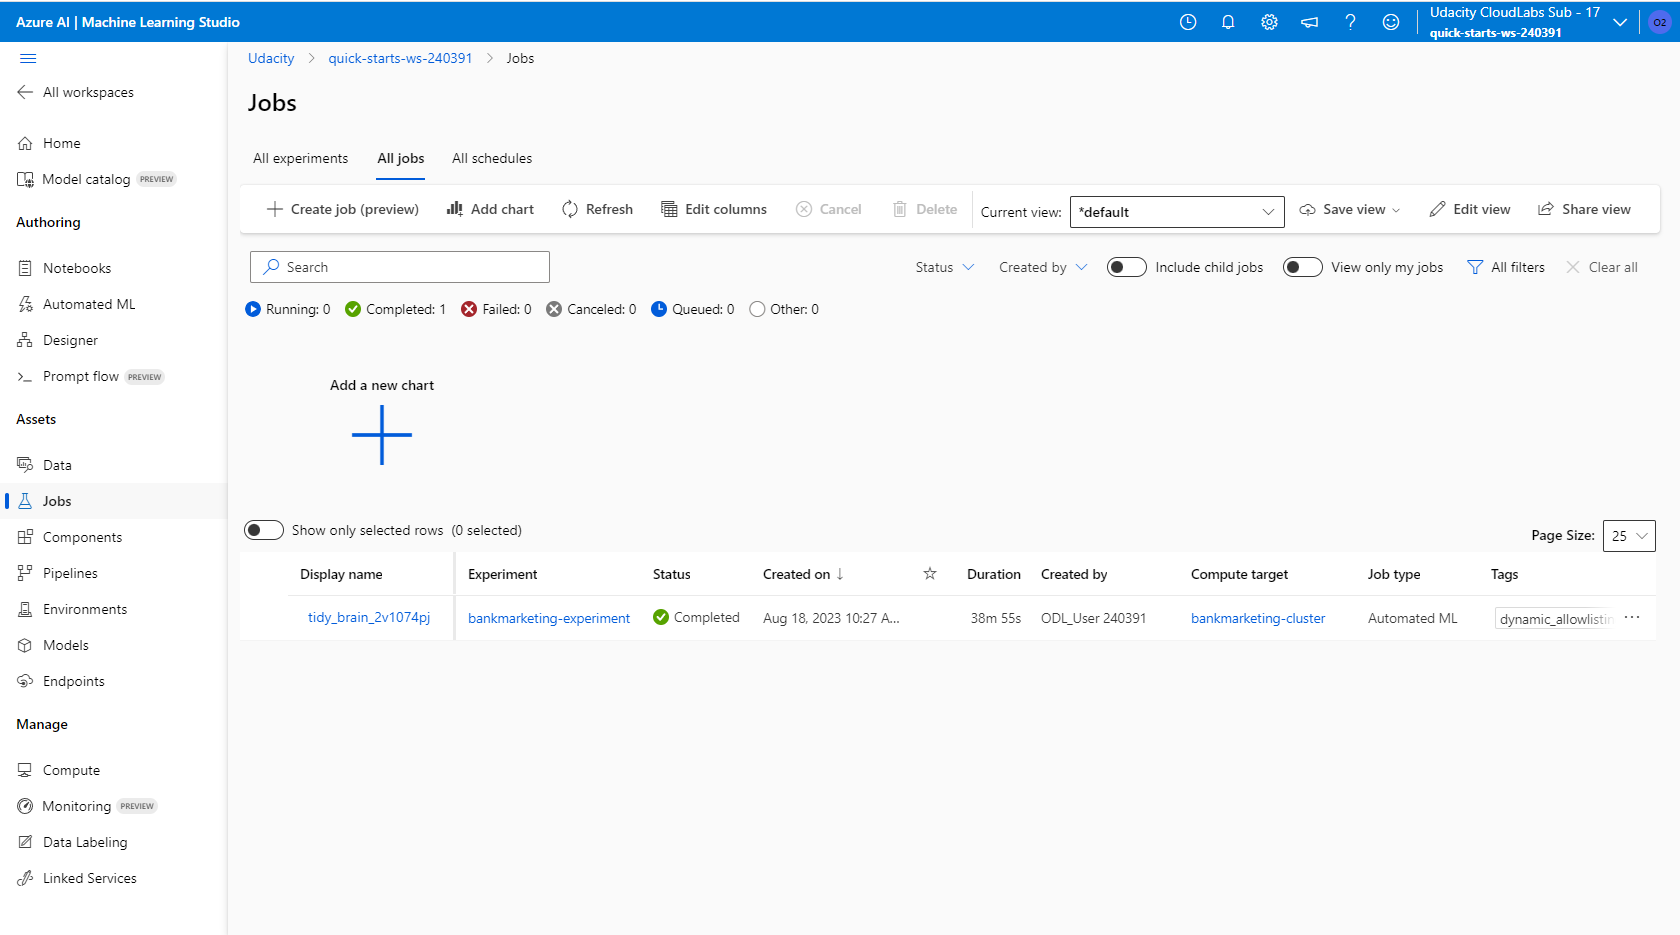 Azure AI | Machine Learning Studio
Udacity CloudLabs Sub - 17
quick-starts-ws-240391
O2
All workspaces
Home
Model catalog PREVIEW
Authoring
Notebooks
Automated ML
Designer
Prompt flow PREVIEW
Assets
Data
Jobs
Components
Pipelines
Environments
Models
Endpoints
Manage
Compute
Monitoring PREVIEW
Data Labeling
Linked Services
Udacity > quick-starts-ws-240391 > Jobs
Jobs
All experiments All jobs All schedules
Create job (preview) Add chart Refresh Edit columns Cancel Delete Current view: *default Save view Edit view Share view
Search Status Created by Include child jobs View only my jobs All filters Clear all
Running: 0 Completed: 1 Failed: 0 Canceled: 0 Queued: 0 Other: 0
Add a new chart
Show only selected rows (0 selected)
Page Size: 25
Display name Experiment Status Created on ↓ Duration Created by Compute target Job type Tags
tidy_brain_2v1074pj bankmarketing-experiment Completed Aug 18, 2023 10:27 A... 38m 55s ODL_User 240391 bankmarketing-cluster Automated ML dynamic_allowlistin ...